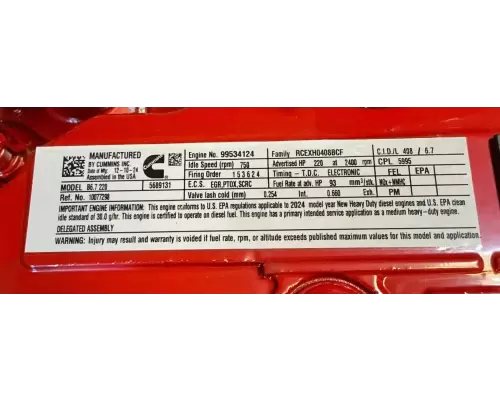 MANUFACTURED
BY CUMMINS INC.
Date of Mfg. 12-10-24
Assembled in the USA
Cummins
Model B6.7 220 5689131
Ref. No. 10077298
Engine No. 99534124
Idle Speed (rpm) 750
Firing Order 153624
E.C.S. EGR,PTOX,SCRC
Valve lash cold (mm) Int. 0.254 Exh. 0.560
Family RCEXH0408BCF
Advertised HP 220 at 2400 rpm
Timing – T.D.C. ELECTRONIC
Fuel Rate at adv. HP 93 mm³/stk.
C.I.D./L 408 / 6.7
CPL. 5995
FEL EPA
NOx-NMHC
PM
IMPORTANT ENGINE INFORMATION This engine conforms to U.S. EPA regulations applicable to 2024 model year New Heavy Duty diesel engines and U.S. EPA clean
idle standard of 30.0 g/hr. This engine is certified to operate on diesel fuel. This engine has a primary intended service application as a medium heavy–duty engine.
DELEGATED ASSEMBLY
WARNING: Injury may result and warranty is voided if fuel rate, rpm, or altitude exceeds published maximum values for this model and application.